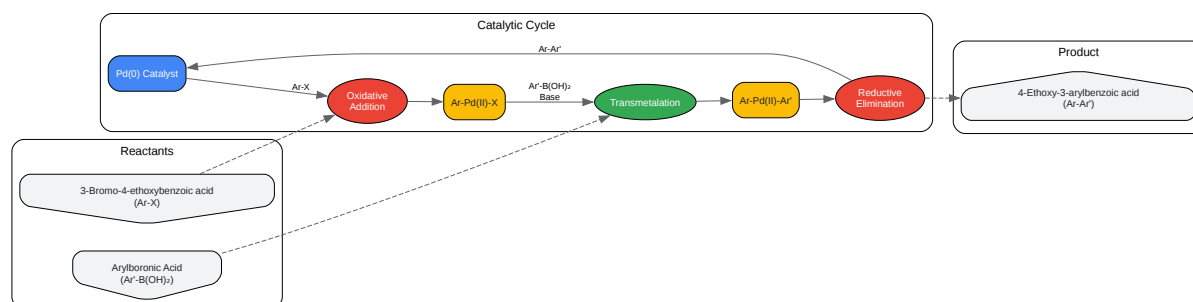 Catalytic Cycle
Ar-Ar'
Pd(0) Catalyst
Ar-X
Oxidative
Addition
Ar-Pd(II)-X
Ar'-B(OH)₂
Base
Transmetalation
Ar-Pd(II)-Ar'
Reductive
Elimination
Product
4-Ethoxy-3-arylbenzoic acid
(Ar-Ar')
Reactants
3-Bromo-4-ethoxybenzoic acid
(Ar-X)
Arylboronic Acid
(Ar'-B(OH)₂)